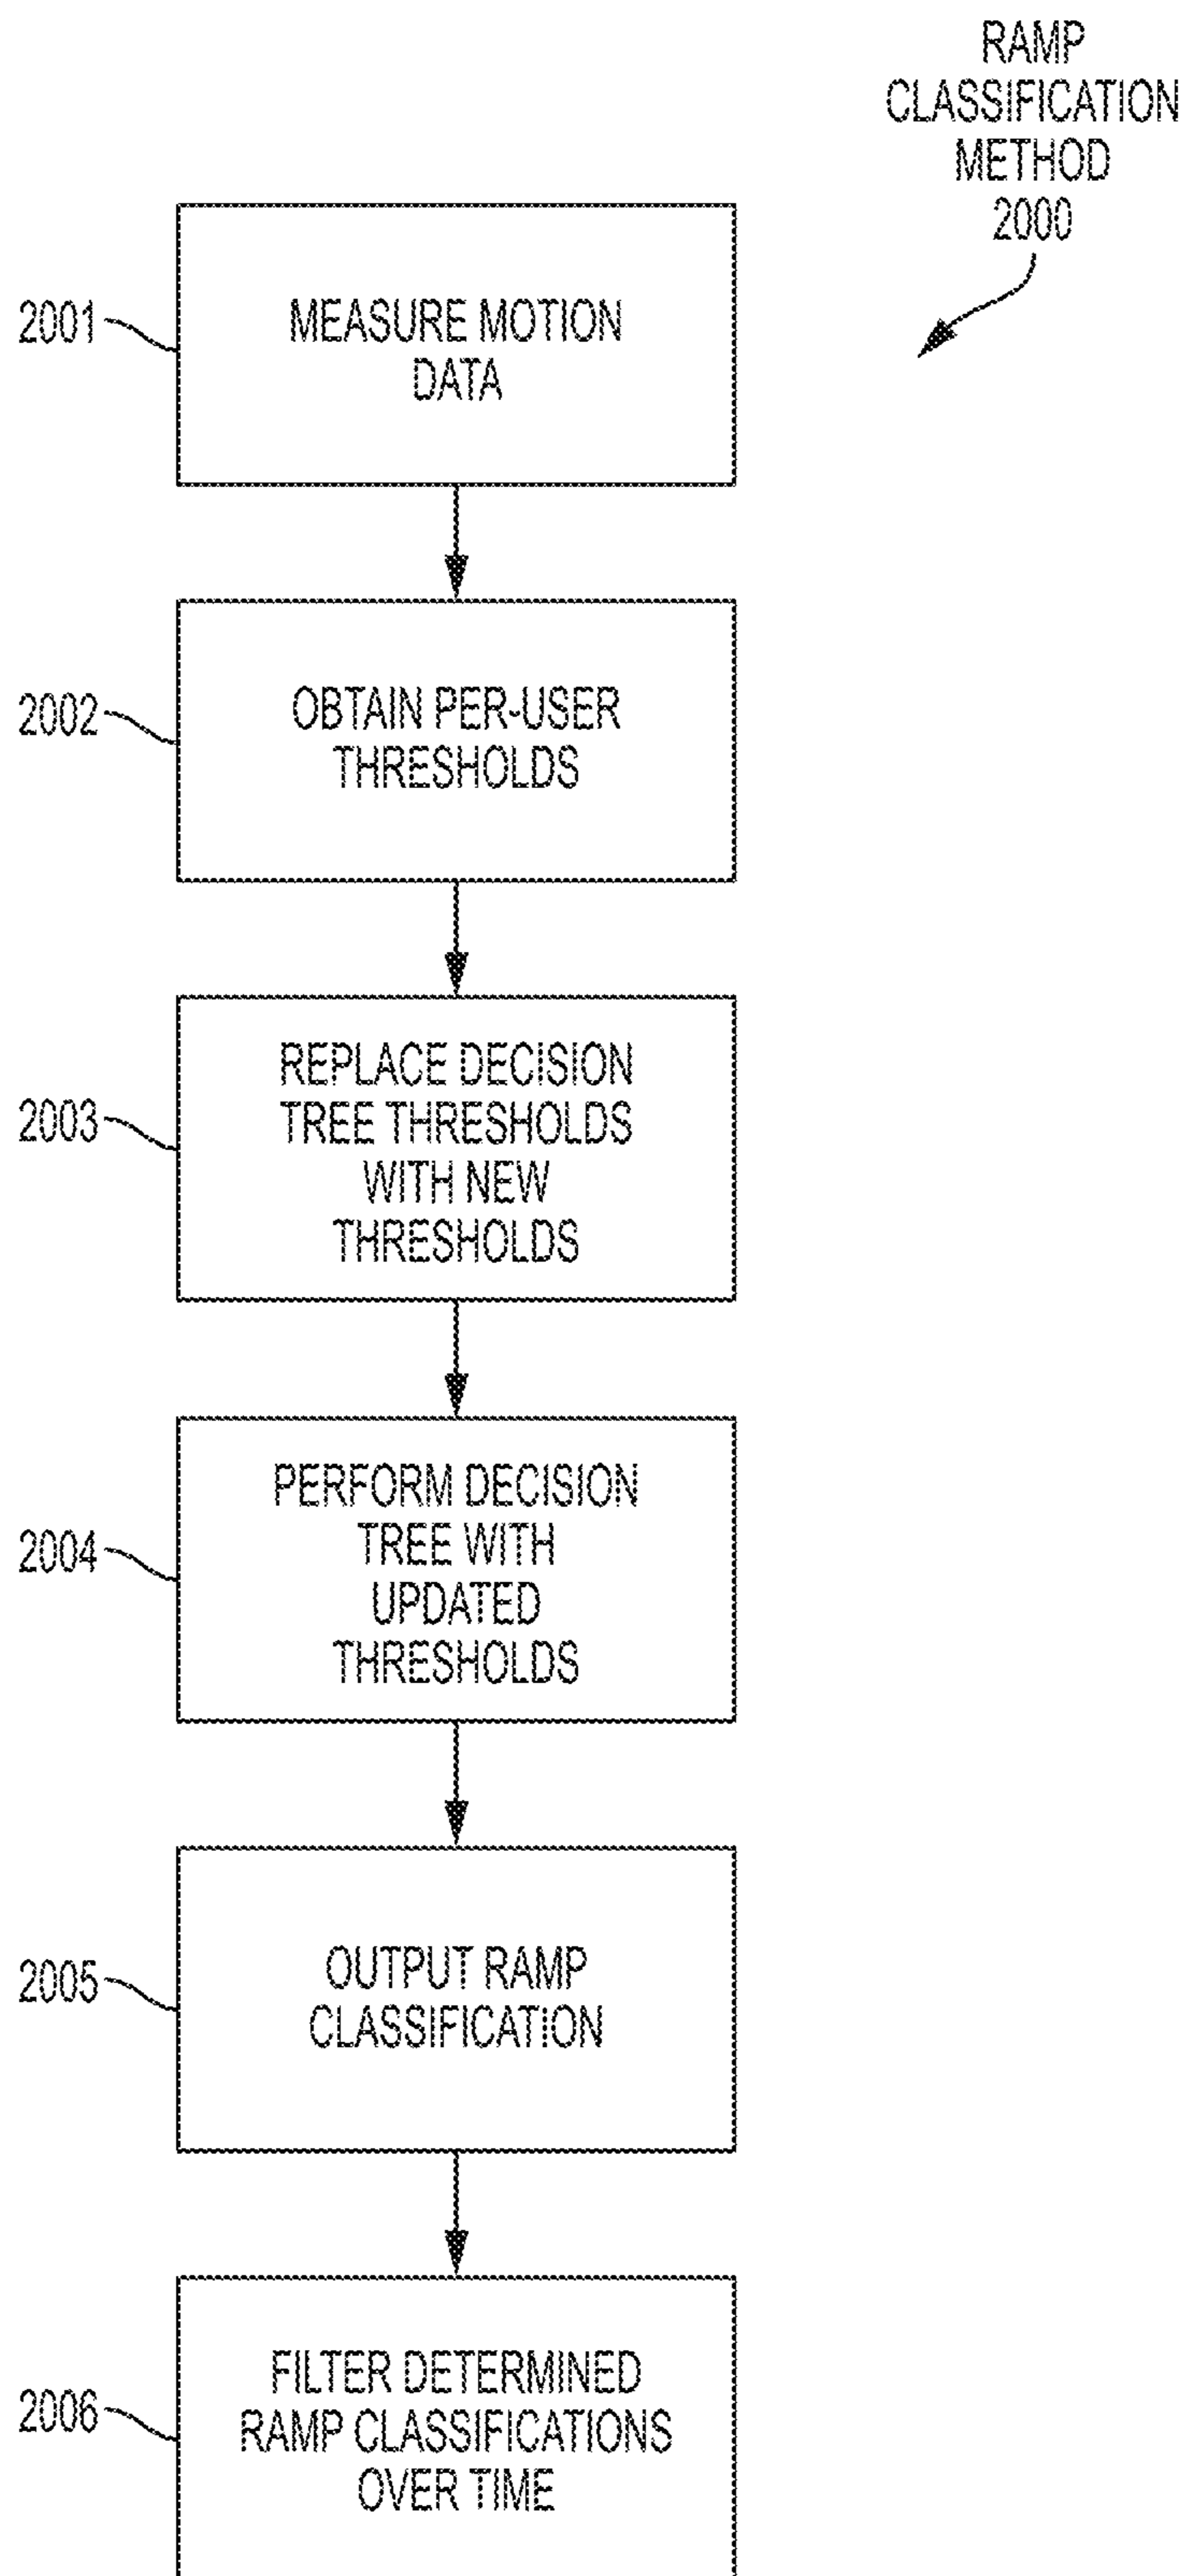 RAMP
CLASSIFICATION
METHOD
2000
2001
MEASURE MOTION
DATA
2002
OBTAIN PER-USER
THRESHOLDS
2003
REPLACE DECISION
TREE THRESHOLDS
WITH NEW
THRESHOLDS
2004
PERFORM DECISION
TREE WITH
UPDATED
THRESHOLDS
2005
OUTPUT RAMP
CLASSIFICATION
2006
FILTER DETERMINED
RAMP CLASSIFICATIONS
OVER TIME